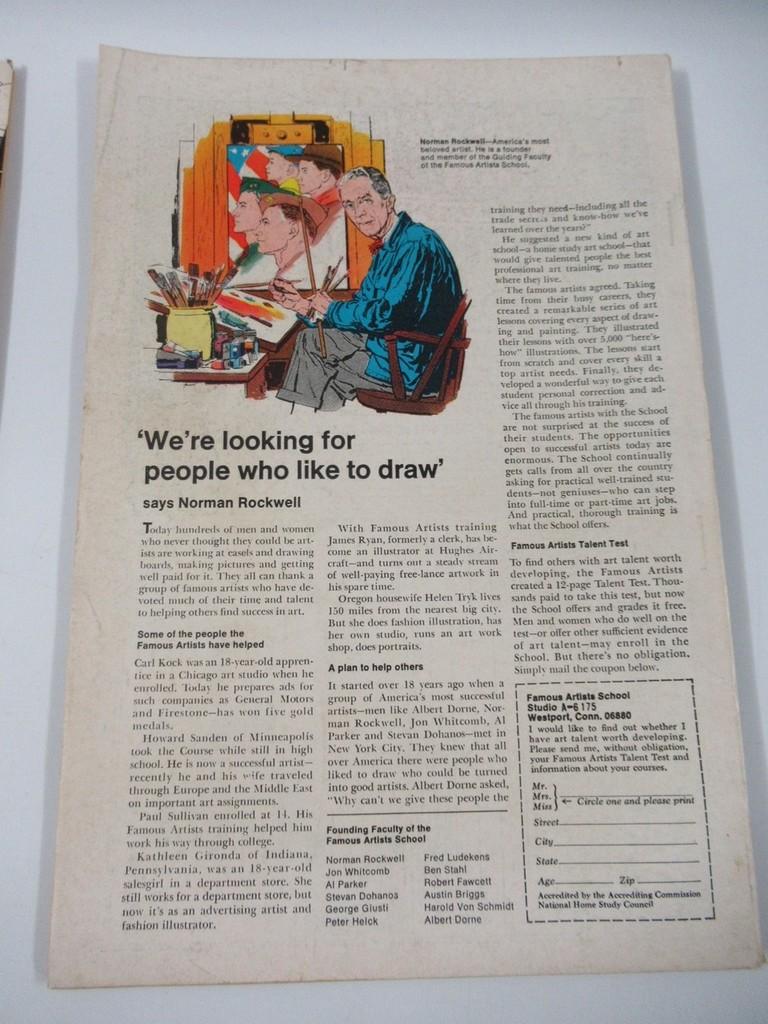 Norman Rockwell—America's most
beloved artist. He is a founder
and member of the Guiding Faculty
of the Famous Artists School.
'We're looking for
people who like to draw'
says Norman Rockwell
Today hundreds of men and women
who never thought they could be art-
ists are working at easels and drawing
boards, making pictures and getting
well paid for it. They all can thank a
group of famous artists who have de-
voted much of their time and talent
to helping others find success in art.
Some of the people the
Famous Artists have helped
Carl Kock was an 18-year-old appren-
tice in a Chicago art studio when he
enrolled. Today he prepares ads for
such companies as General Motors
and Firestone—has won five gold
medals.
Howard Sanden of Minneapolis
took the Course while still in high
school. He is now a successful artist—
recently he and his wife traveled
through Europe and the Middle East
on important art assignments.
Paul Sullivan enrolled at 14. His
Famous Artists training helped him
work his way through college.
Kathleen Gironda of Indiana,
Pennsylvania, was an 18-year-old
salesgirl in a department store. She
still works for a department store, but
now it's as an advertising artist and
fashion illustrator.
With Famous Artists training
James Ryan, formerly a clerk, has be-
come an illustrator at Hughes Air-
craft—and turns out a steady stream
of well-paying free-lance artwork in
his spare time.
Oregon housewife Helen Tryk lives
150 miles from the nearest big city.
But she does fashion illustration, has
her own studio, runs an art work
shop, does portraits.
A plan to help others
It started over 18 years ago when a
group of America's most successful
artists—men like Albert Dorne, Nor-
man Rockwell, Jon Whitcomb, Al
Parker and Stevan Dohanos—met in
New York City. They knew that all
over America there were people who
liked to draw who could be turned
into good artists. Albert Dorne asked,
"Why can't we give these people the
Founding Faculty of the
Famous Artists School
Norman Rockwell
Jon Whitcomb
Al Parker
Stevan Dohanos
George Giusti
Peter Helck
Fred Ludekens
Ben Stahl
Robert Fawcett
Austin Briggs
Harold Von Schmidt
Albert Dorne
training they need—including all the
trade secrets and know-how we've
learned over the years?"
He suggested a new kind of art
school—a home study art school—that
would give talented people the best
professional art training, no matter
where they live.
The famous artists agreed. Taking
time from their busy careers, they
created a remarkable series of art
lessons covering every aspect of draw-
ing and painting. They illustrated
their lessons with over 5,000 "here's-
how" illustrations. The lessons start
from scratch and cover every skill a
top artist needs. Finally, they de-
veloped a wonderful way to give each
student personal correction and ad-
vice all through his training.
The famous artists with the School
are not surprised at the success of
their students. The opportunities
open to successful artists today are
enormous. The School continually
gets calls from all over the country
asking for practical well-trained stu-
dents—not geniuses—who can step
into full-time or part-time art jobs.
And practical, thorough training is
what the School offers.
Famous Artists Talent Test
To find others with art talent worth
developing, the Famous Artists
created a 12-page Talent Test. Thou-
sands paid to take this test, but now
the School offers and grades it free.
Men and women who do well on the
test—or offer other sufficient evidence
of art talent—may enroll in the
School. But there's no obligation.
Simply mail the coupon below.
Famous Artists School
Studio A-6175
Westport, Conn. 06880
I would like to find out whether I
have art talent worth developing.
Please send me, without obligation,
your Famous Artists Talent Test and
information about your courses.
Mr.
Mrs. ← Circle one and please print
Miss
Street
City
State
Age Zip
Accredited by the Accrediting Commission
National Home Study Council